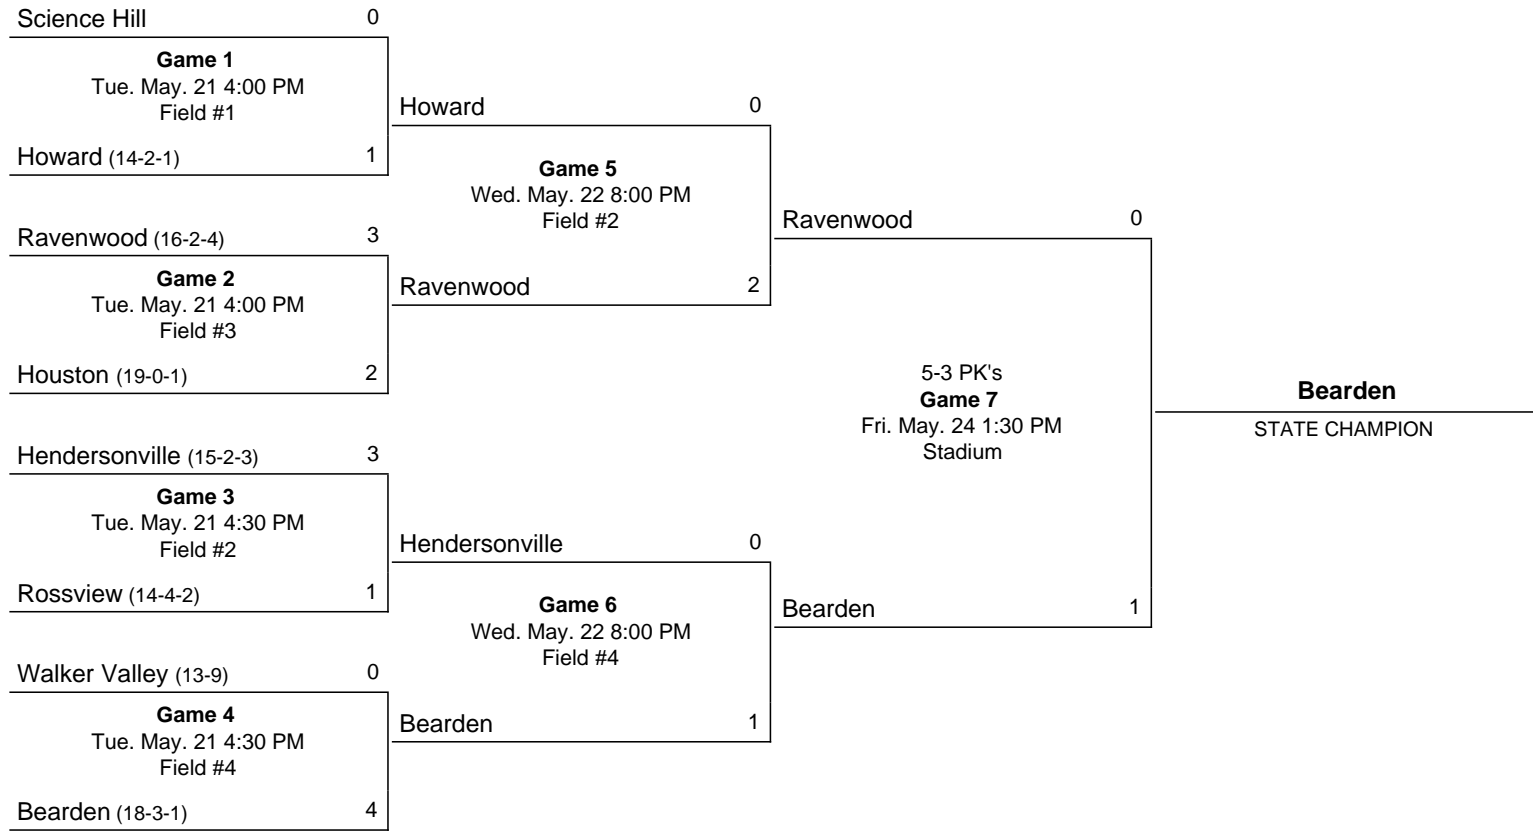 Science Hill 0
Game 1
Tue. May. 21 4:00 PM
Field #1
Howard (14-2-1) 1
Ravenwood (16-2-4) 3
Game 2
Tue. May. 21 4:00 PM
Field #3
Houston (19-0-1) 2
Hendersonville (15-2-3) 3
Game 3
Tue. May. 21 4:30 PM
Field #2
Rossview (14-4-2) 1
Walker Valley (13-9) 0
Game 4
Tue. May. 21 4:30 PM
Field #4
Bearden (18-3-1) 4
Howard 0
Game 5
Wed. May. 22 8:00 PM
Field #2
Ravenwood 2
Hendersonville 0
Game 6
Wed. May. 22 8:00 PM
Field #4
Bearden 1
Ravenwood 0
5-3 PK's
Game 7
Fri. May. 24 1:30 PM
Stadium
Bearden 1
Bearden
STATE CHAMPION